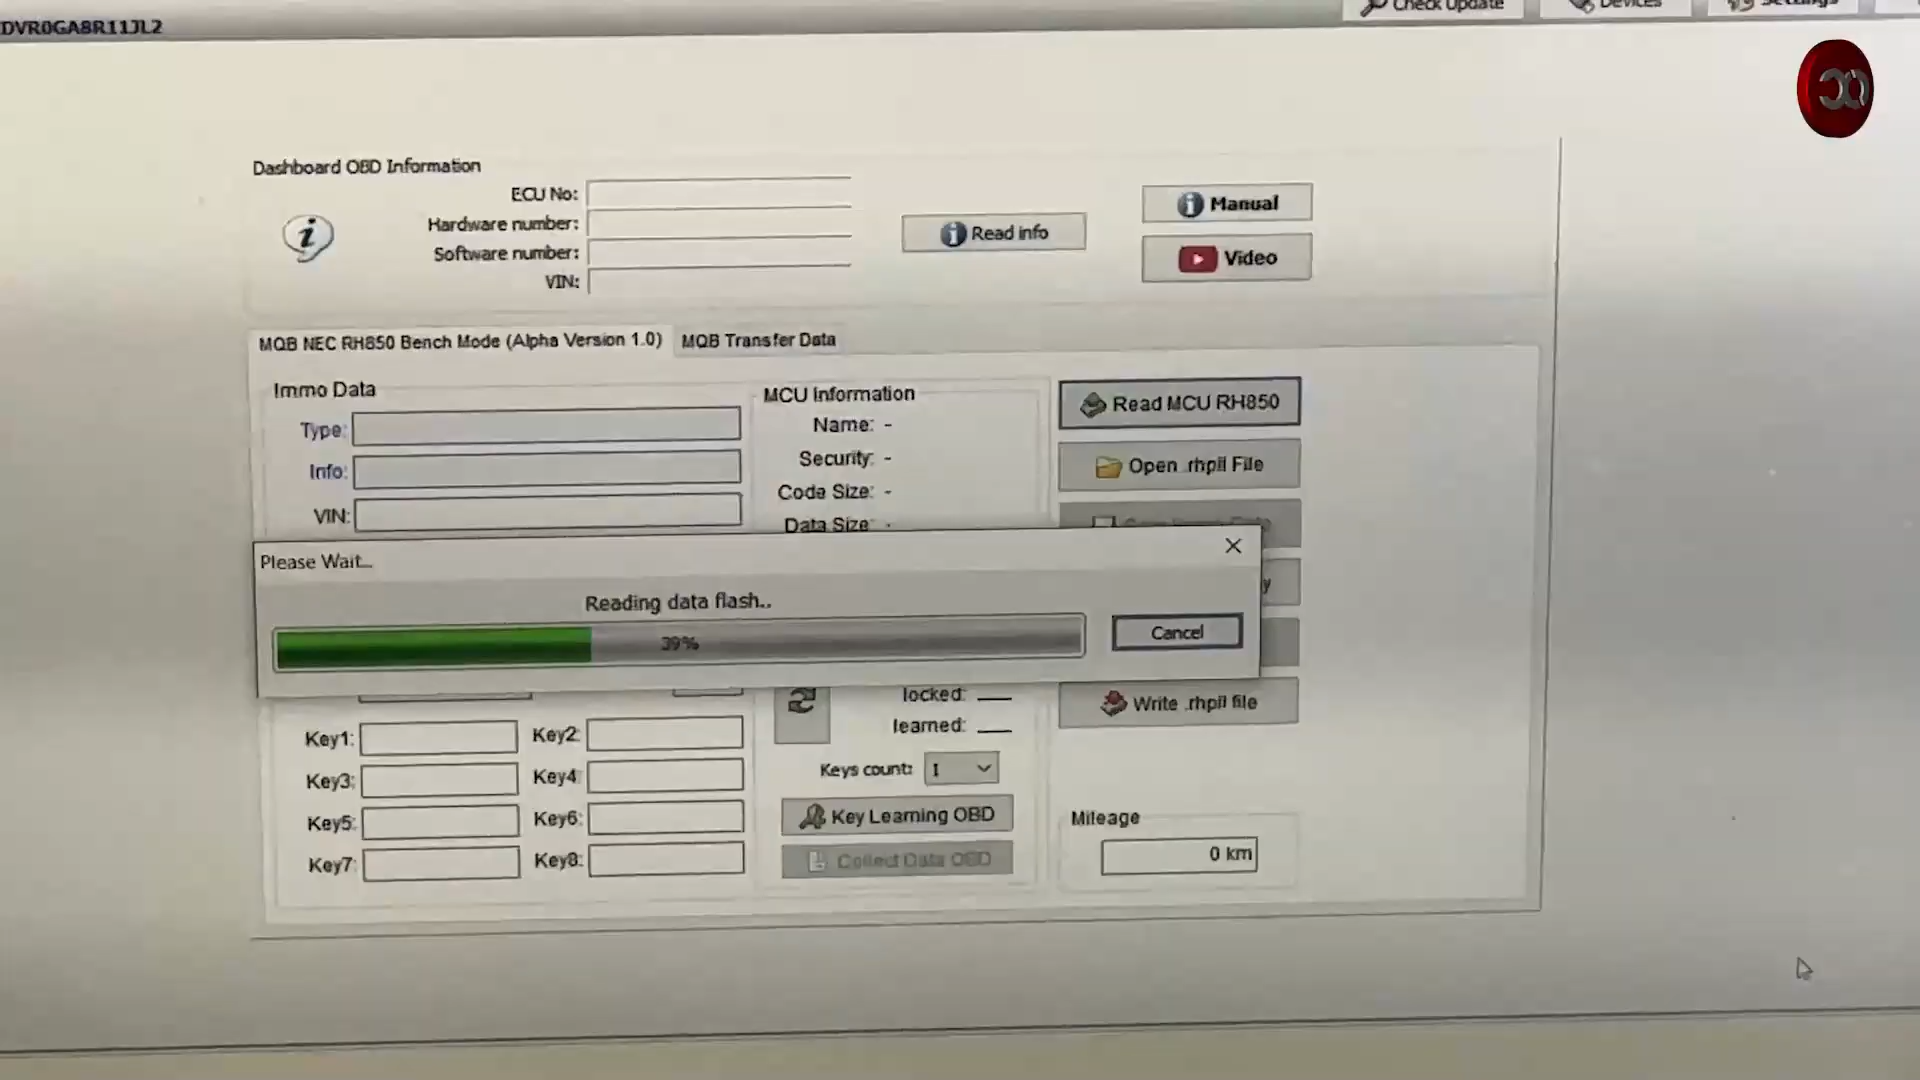 DVR0GA8R11JL2
Check Update
Devices
Settings
Dashboard OBD Information
ECU No:
Hardware number:
Software number:
VIN:
Read info
Manual
Video
MQB NEC RH850 Bench Mode (Alpha Version 1.0)
MQB Transfer Data
Immo Data
Type:
Info:
VIN:
MCU Information
Name: -
Security: -
Code Size: -
Data Size: -
Read MCU RH850
Open .rhpil File
Please Wait...
Reading data flash..
39%
Cancel
locked:
learned:
Write .rhpil file
Key1:
Key2:
Key3:
Key4:
Key5:
Key6:
Key7:
Key8:
Keys count: 1
Key Learning OBD
Collect Data OBD
Mileage
0 km